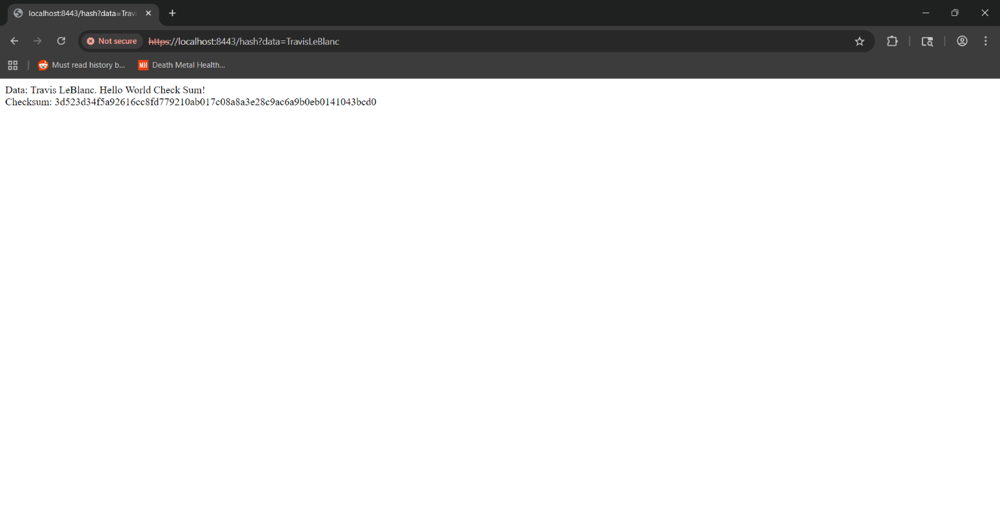 localhost:8443/hash?data=Travi
Not secure https://localhost:8443/hash?data=TravisLeBlanc
Must read history b... MH Death Metal Health...
Data: Travis LeBlanc. Hello World Check Sum!
Checksum: 3d523d34f5a92616cc8fd779210ab017c08a8a3e28c9ac6a9b0eb0141043bcd0